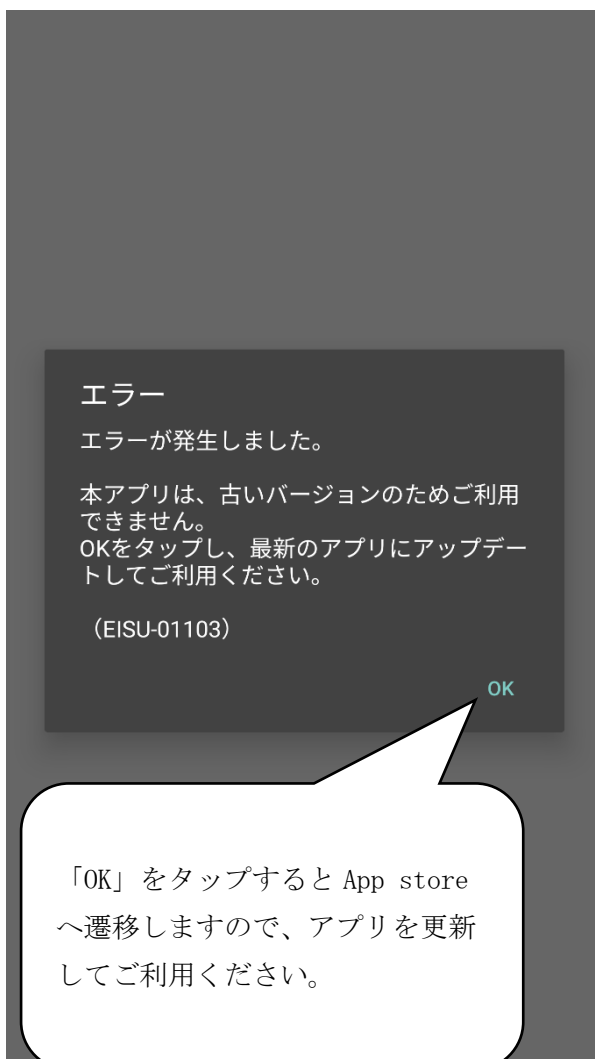 エラー
エラーが発生しました。
本アプリは、古いバージョンのためご利用
できません。
OKをタップし、最新のアプリにアップデー
トしてご利用ください。
（EISU-01103）
OK
「OK」をタップすると App store
へ遷移しますので、アプリを更新
してご利用ください。